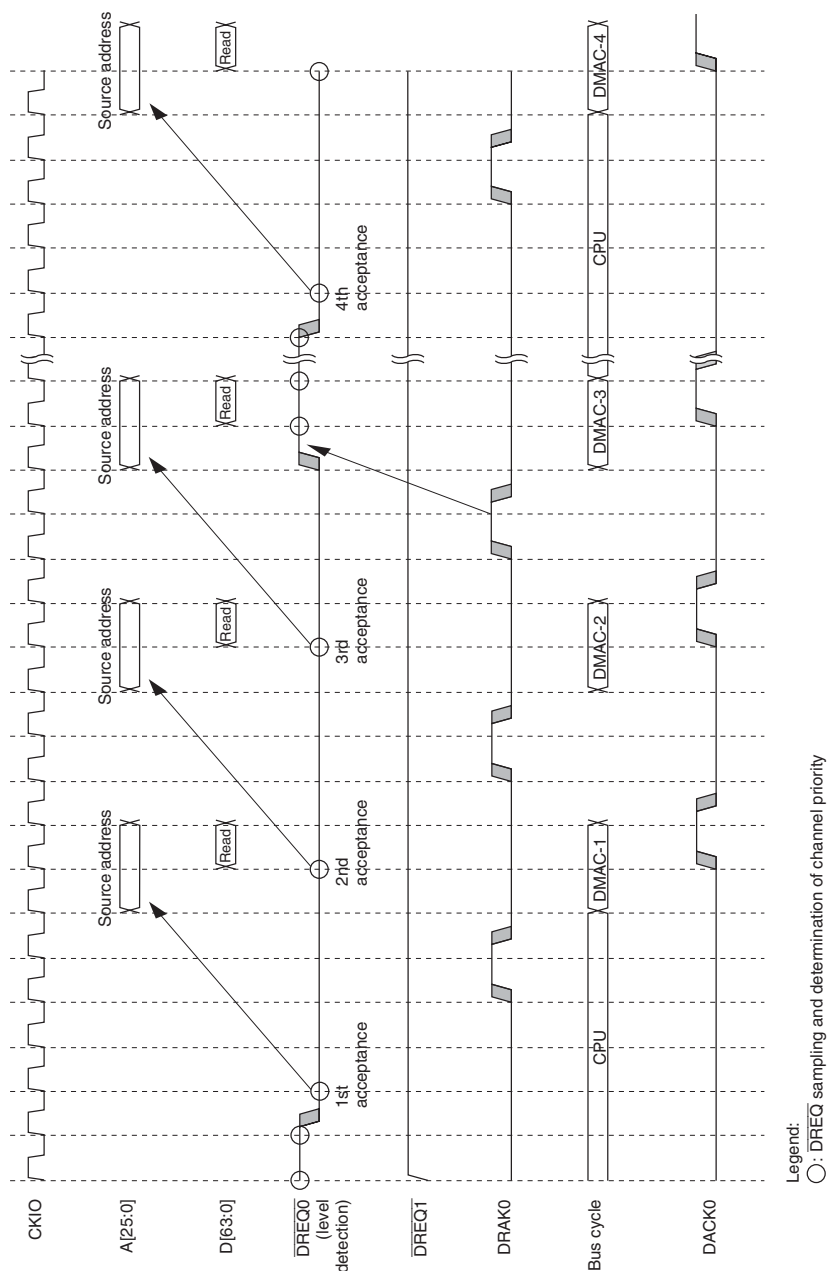 CKIO
Source address
Source address
Source address
Source address
A[25:0]
Read
Read
Read
Read
D[63:0]
DREQ0
(level
detection)
1st
acceptance
2nd
acceptance
3rd
acceptance
4th
acceptance
DREQ1
DRAK0
Bus cycle
CPU
DMAC-1
DMAC-2
DMAC-3
CPU
DMAC-4
DACK0
Legend:
: DREQ sampling and determination of channel priority